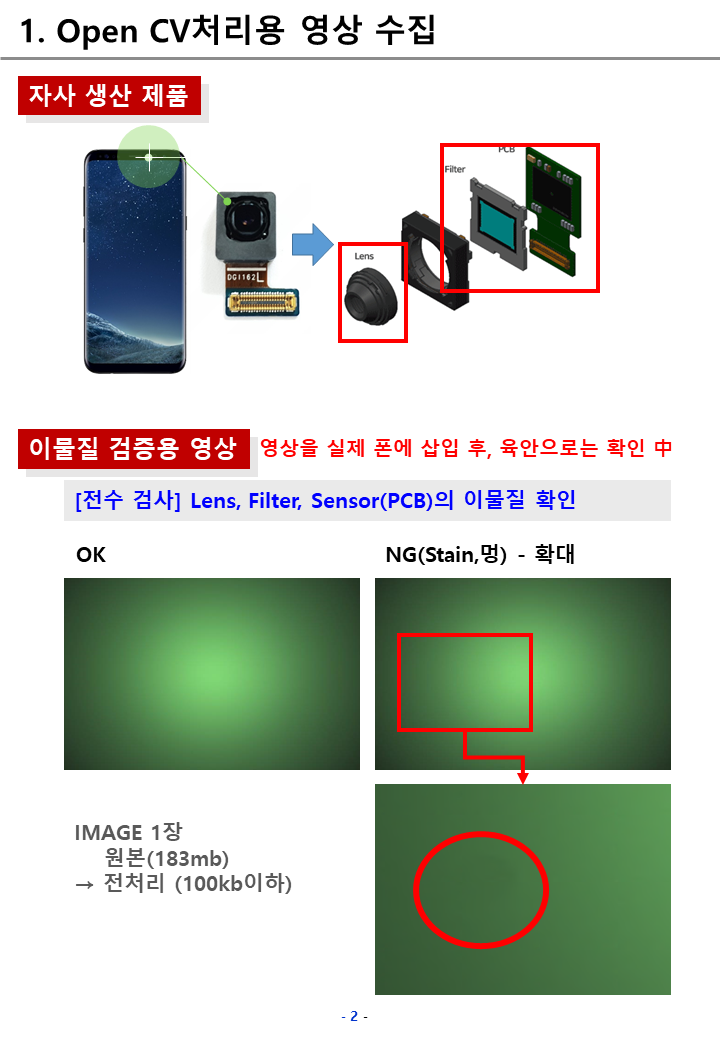 1. Open CV처리용 영상 수집
자사 생산 제품
PCB
Filter
Lens
DG1162L
이물질 검증용 영상
영상을 실제 폰에 삽입 후, 육안으로는 확인 中
[전수 검사] Lens, Filter, Sensor(PCB)의 이물질 확인
OK
NG(Stain,멍) - 확대
IMAGE 1장
원본(183mb)
→ 전처리 (100kb이하)
- 2 -